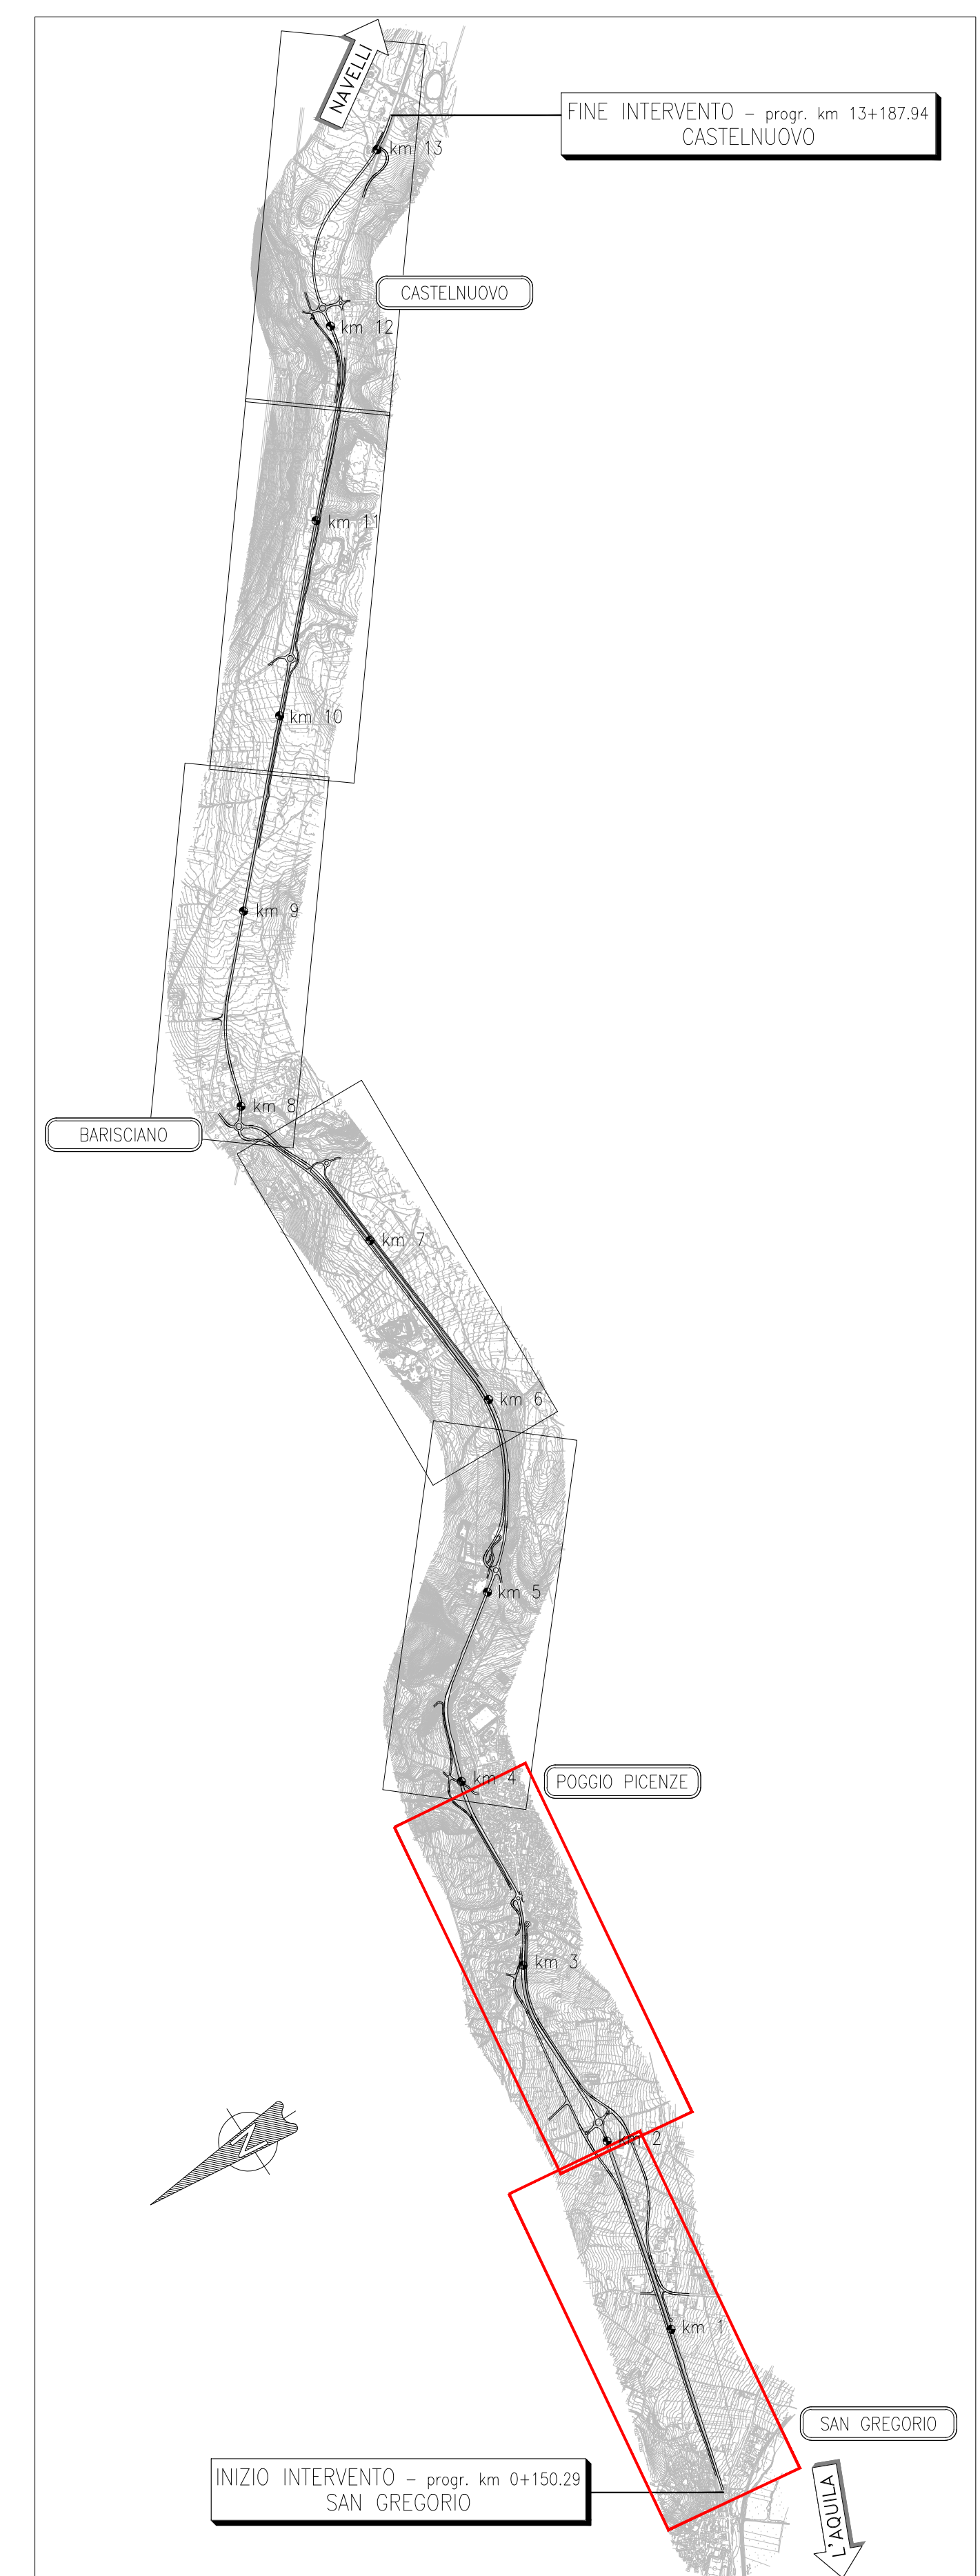 NAVELLI
FINE INTERVENTO – progr. km 13+187.94
CASTELNUOVO
km 13
CASTELNUOVO
km 12
km 11
km 10
km 9
km 8
BARISCIANO
km 7
km 6
km 5
km 4
POGGIO PICENZE
km 3
km 2
N
km 1
SAN GREGORIO
INIZIO INTERVENTO – progr. km 0+150.29
SAN GREGORIO
L'AQUILA